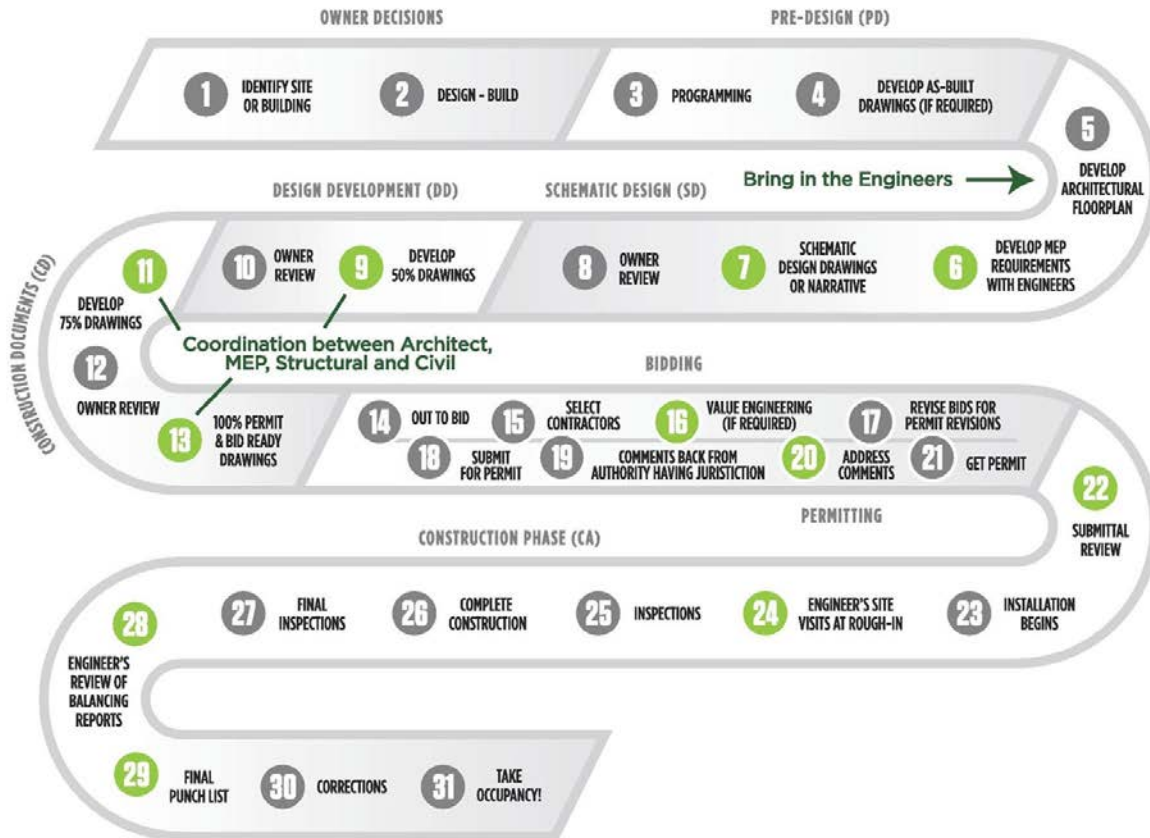 OWNER DECISIONS
PRE-DESIGN (PD)
1
IDENTIFY SITE
OR BUILDING
2
DESIGN - BUILD
3
PROGRAMMING
4
DEVELOP AS-BUILT
DRAWINGS (IF REQUIRED)
5
DEVELOP
ARCHITECTURAL
FLOORPLAN
Bring in the Engineers
DESIGN DEVELOPMENT (DD)
SCHEMATIC DESIGN (SD)
6
DEVELOP MEP
REQUIREMENTS
WITH ENGINEERS
7
SCHEMATIC
DESIGN DRAWINGS
OR NARRATIVE
8
OWNER
REVIEW
9
DEVELOP
50% DRAWINGS
10
OWNER
REVIEW
CONSTRUCTION DOCUMENTS (CD)
11
DEVELOP
75% DRAWINGS
Coordination between Architect,
MEP, Structural and Civil
12
OWNER REVIEW
13
100% PERMIT
& BID READY
DRAWINGS
BIDDING
14
OUT TO BID
15
SELECT
CONTRACTORS
16
VALUE ENGINEERING
(IF REQUIRED)
17
REVISE BIDS FOR
PERMIT REVISIONS
18
SUBMIT
FOR PERMIT
19
COMMENTS BACK FROM
AUTHORITY HAVING JURISTICTION
20
ADDRESS
COMMENTS
21
GET PERMIT
PERMITTING
22
SUBMITTAL
REVIEW
CONSTRUCTION PHASE (CA)
23
INSTALLATION
BEGINS
24
ENGINEER'S SITE
VISITS AT ROUGH-IN
25
INSPECTIONS
26
COMPLETE
CONSTRUCTION
27
FINAL
INSPECTIONS
28
ENGINEER'S
REVIEW OF
BALANCING
REPORTS
29
FINAL
PUNCH LIST
30
CORRECTIONS
31
TAKE
OCCUPANCY!